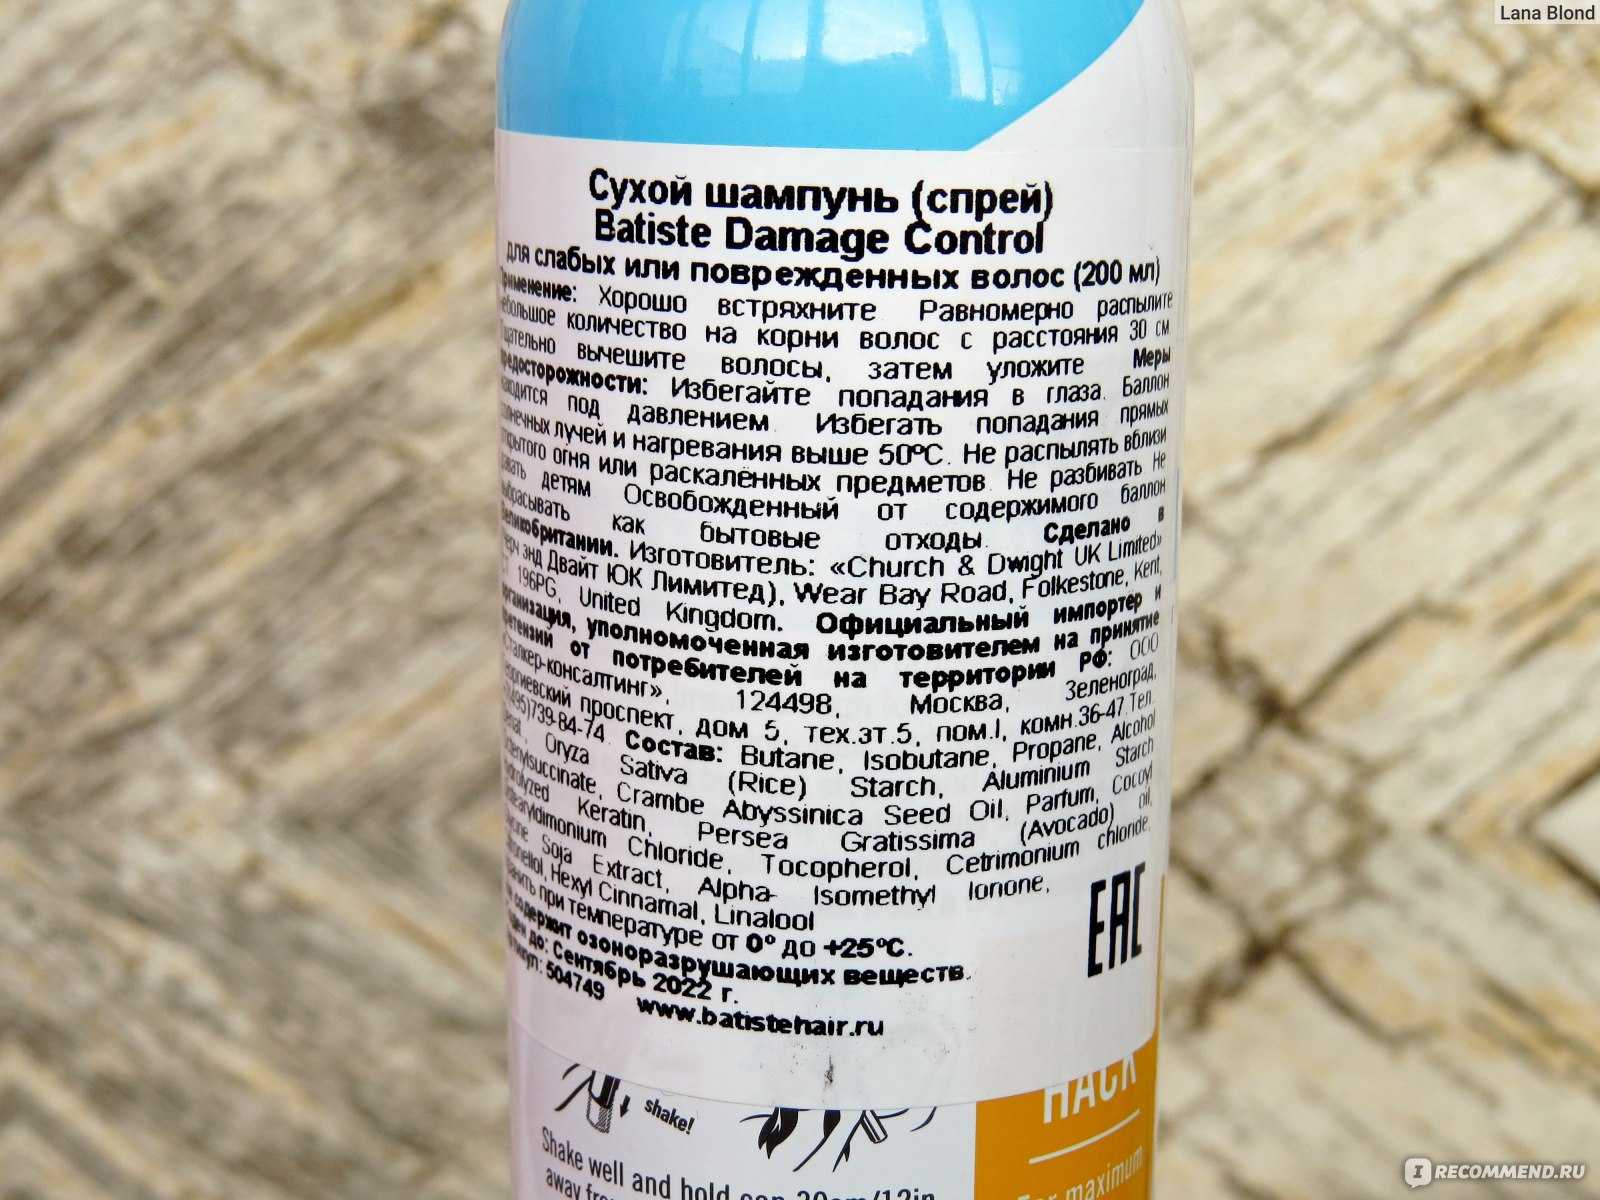 Lana Blond
Сухой шампунь (спрей)
Batiste Damage Control
для слабых или поврежденных волос (200 мл)
Применение: Хорошо встряхните Равномерно распылите
небольшое количество на корни волос с расстояния 30 см
Тщательно вычешите волосы, затем уложите Меры
предосторожности: Избегайте попадания в глаза. Баллон
находится под давлением Избегать попадания прямых
солнечных лучей и нагревания выше 50ºС. Не распылять вблизи
открытого огня или раскалённых предметов Не разбивать Не
давать детям Освобожденный от содержимого баллон
выбрасывать как бытовые отходы. Сделано в
Великобритании. Изготовитель: «Church & Dwight UK Limited»
энд Двайт ЮК Лимитед), Wear Bay Road, Folkestone, Kent,
CT 196PG, United Kingdom. Официальный импортёр и
организация, уполномоченная изготовителем на принятие
претензий от потребителей на территории РФ: ООО
«Сталкер-консалтинг», 124498, Москва, Зеленоград,
Георгиевский проспект, дом 5, тех.эт.5, пом.I, комн.36-47 Тел.
(495)739-84-74 Состав: Butane, Isobutane, Propane, Alcohol
Denat, Oryza Sativa (Rice) Starch, Aluminium Starch
Octenylsuccinate, Crambe Abyssinica Seed Oil, Parfum, Cocoyl
Hydrolyzed Keratin, Persea Gratissima (Avocado) oil,
Chloride, Tocopherol, Cetrimonium chloride,
Glycine Soja Extract, Alpha- Isomethyl Ionone,
Citronellol, Hexyl Cinnamal, Linalool
Хранить при температуре от 0° до +25ºС.
Не содержит озоноразрушающих веществ.
Годен до: Сентябрь 2022 г.
Артикул: 504749 www.batistehair.ru
EAC
HACK
shake!
Shake well and hold can 30cm/12in
For maximum
away
IRECOMMEND.RU